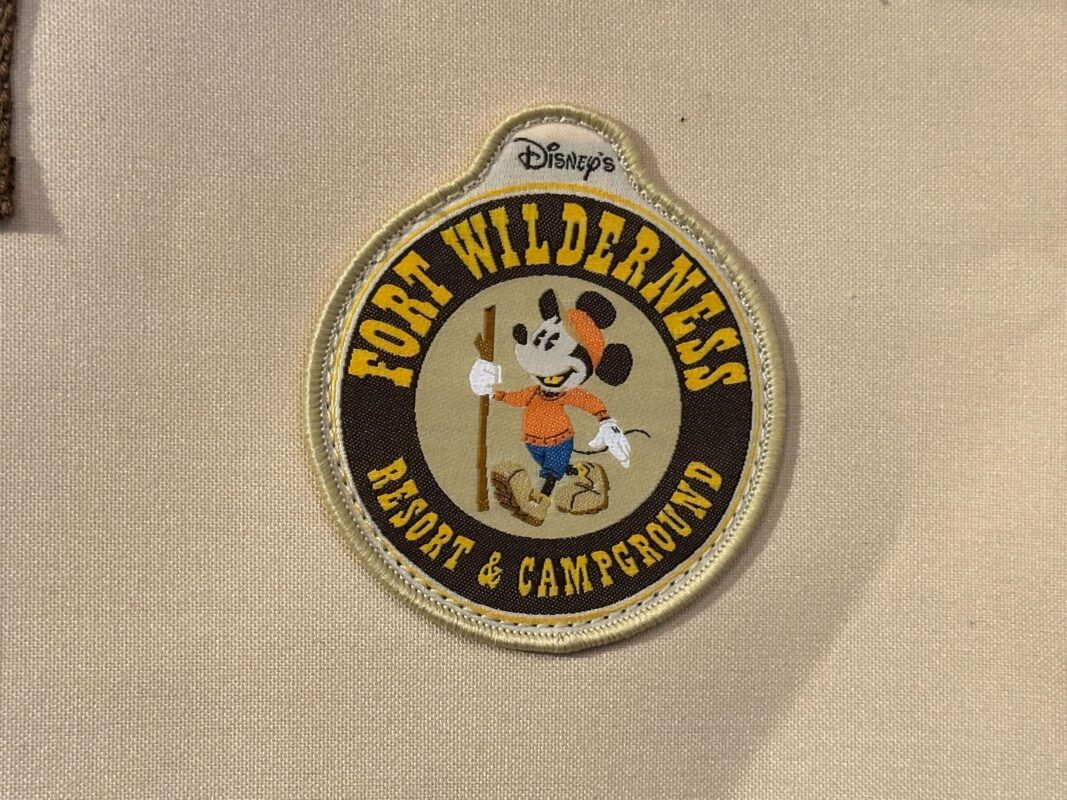 Disney's
FORT WILDERNESS
RESORT & CAMPGROUND